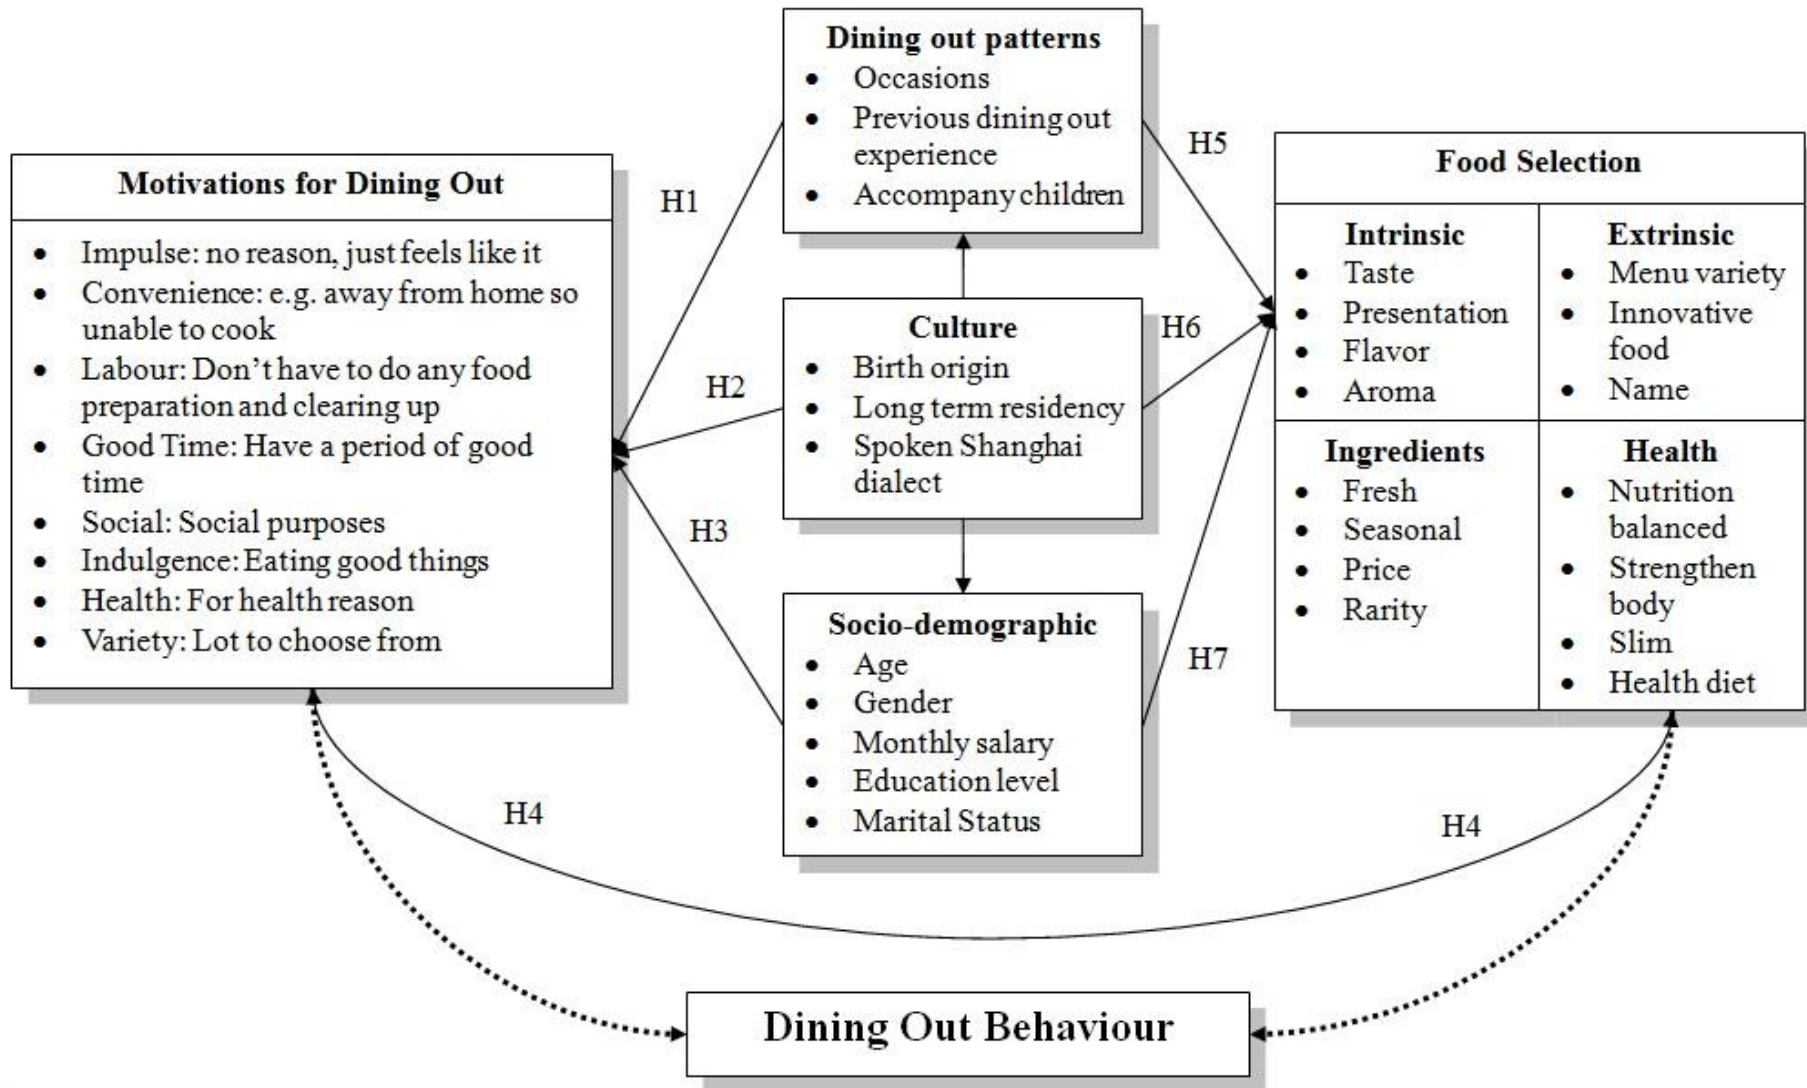 Motivations for Dining Out
• Impulse: no reason, just feels like it
• Convenience: e.g. away from home so
unable to cook
• Labour: Don't have to do any food
preparation and clearing up
• Good Time: Have a period of good
time
• Social: Social purposes
• Indulgence: Eating good things
• Health: For health reason
• Variety: Lot to choose from
H1
H2
H3
Dining out patterns
• Occasions
• Previous dining out
experience
• Accompany children
Culture
• Birth origin
• Long term residency
• Spoken Shanghai
dialect
Socio-demographic
• Age
• Gender
• Monthly salary
• Education level
• Marital Status
H5
H6
H7
Food Selection
Intrinsic
• Taste
• Presentation
• Flavor
• Aroma
Extrinsic
• Menu variety
• Innovative
food
• Name
Ingredients
• Fresh
• Seasonal
• Price
• Rarity
Health
• Nutrition
balanced
• Strengthen
body
• Slim
• Health diet
H4
H4
Dining Out Behaviour